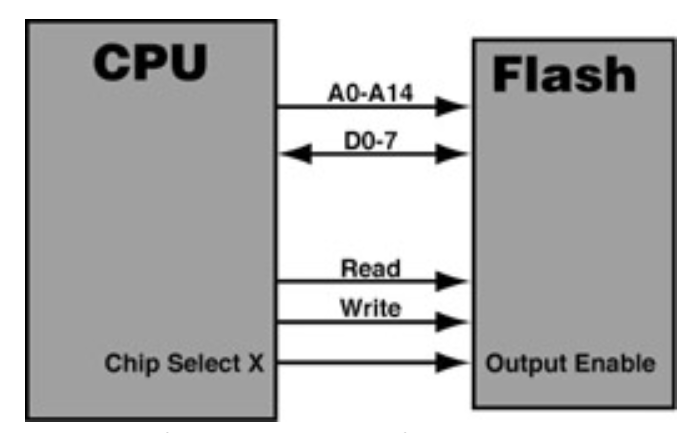 CPU
Flash
A0-A14
D0-7
Read
Write
Chip Select X
Output Enable